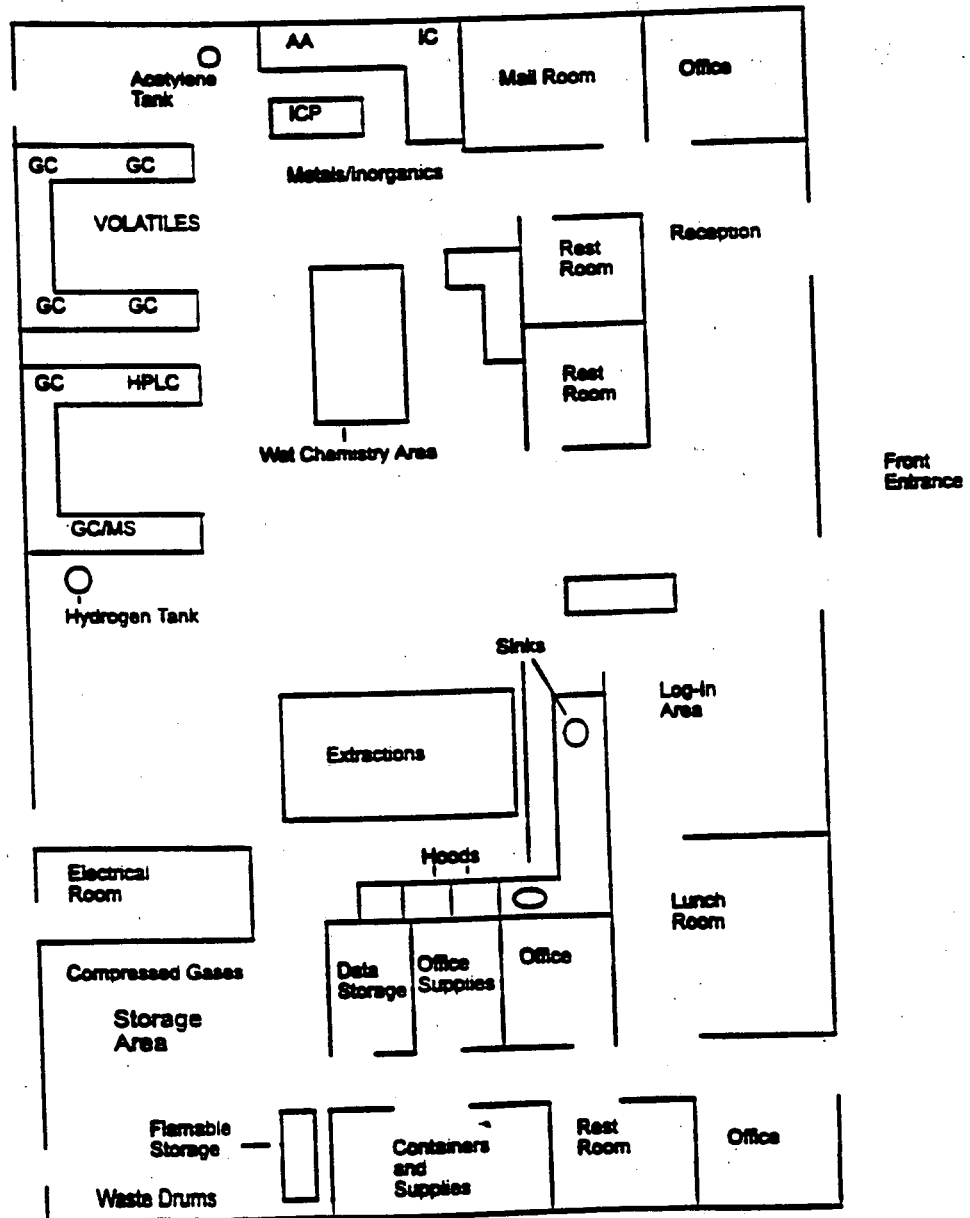 AA
IC
Acetylene
Tank
Mail Room
Office
ICP
Metals/Inorganics
GC
GC
VOLATILES
GC
GC
Rest
Room
Reception
GC
HPLC
Rest
Room
Wet Chemistry Area
Front
Entrance
GC/MS
Hydrogen Tank
Sinks
Log-In
Area
Extractions
Hoods
Electrical
Room
Lunch
Room
Compressed Gases
Data
Storage
Office
Supplies
Office
Storage
Area
Flamable
Storage
Containers
and
Supplies
Rest
Room
Office
Waste Drums